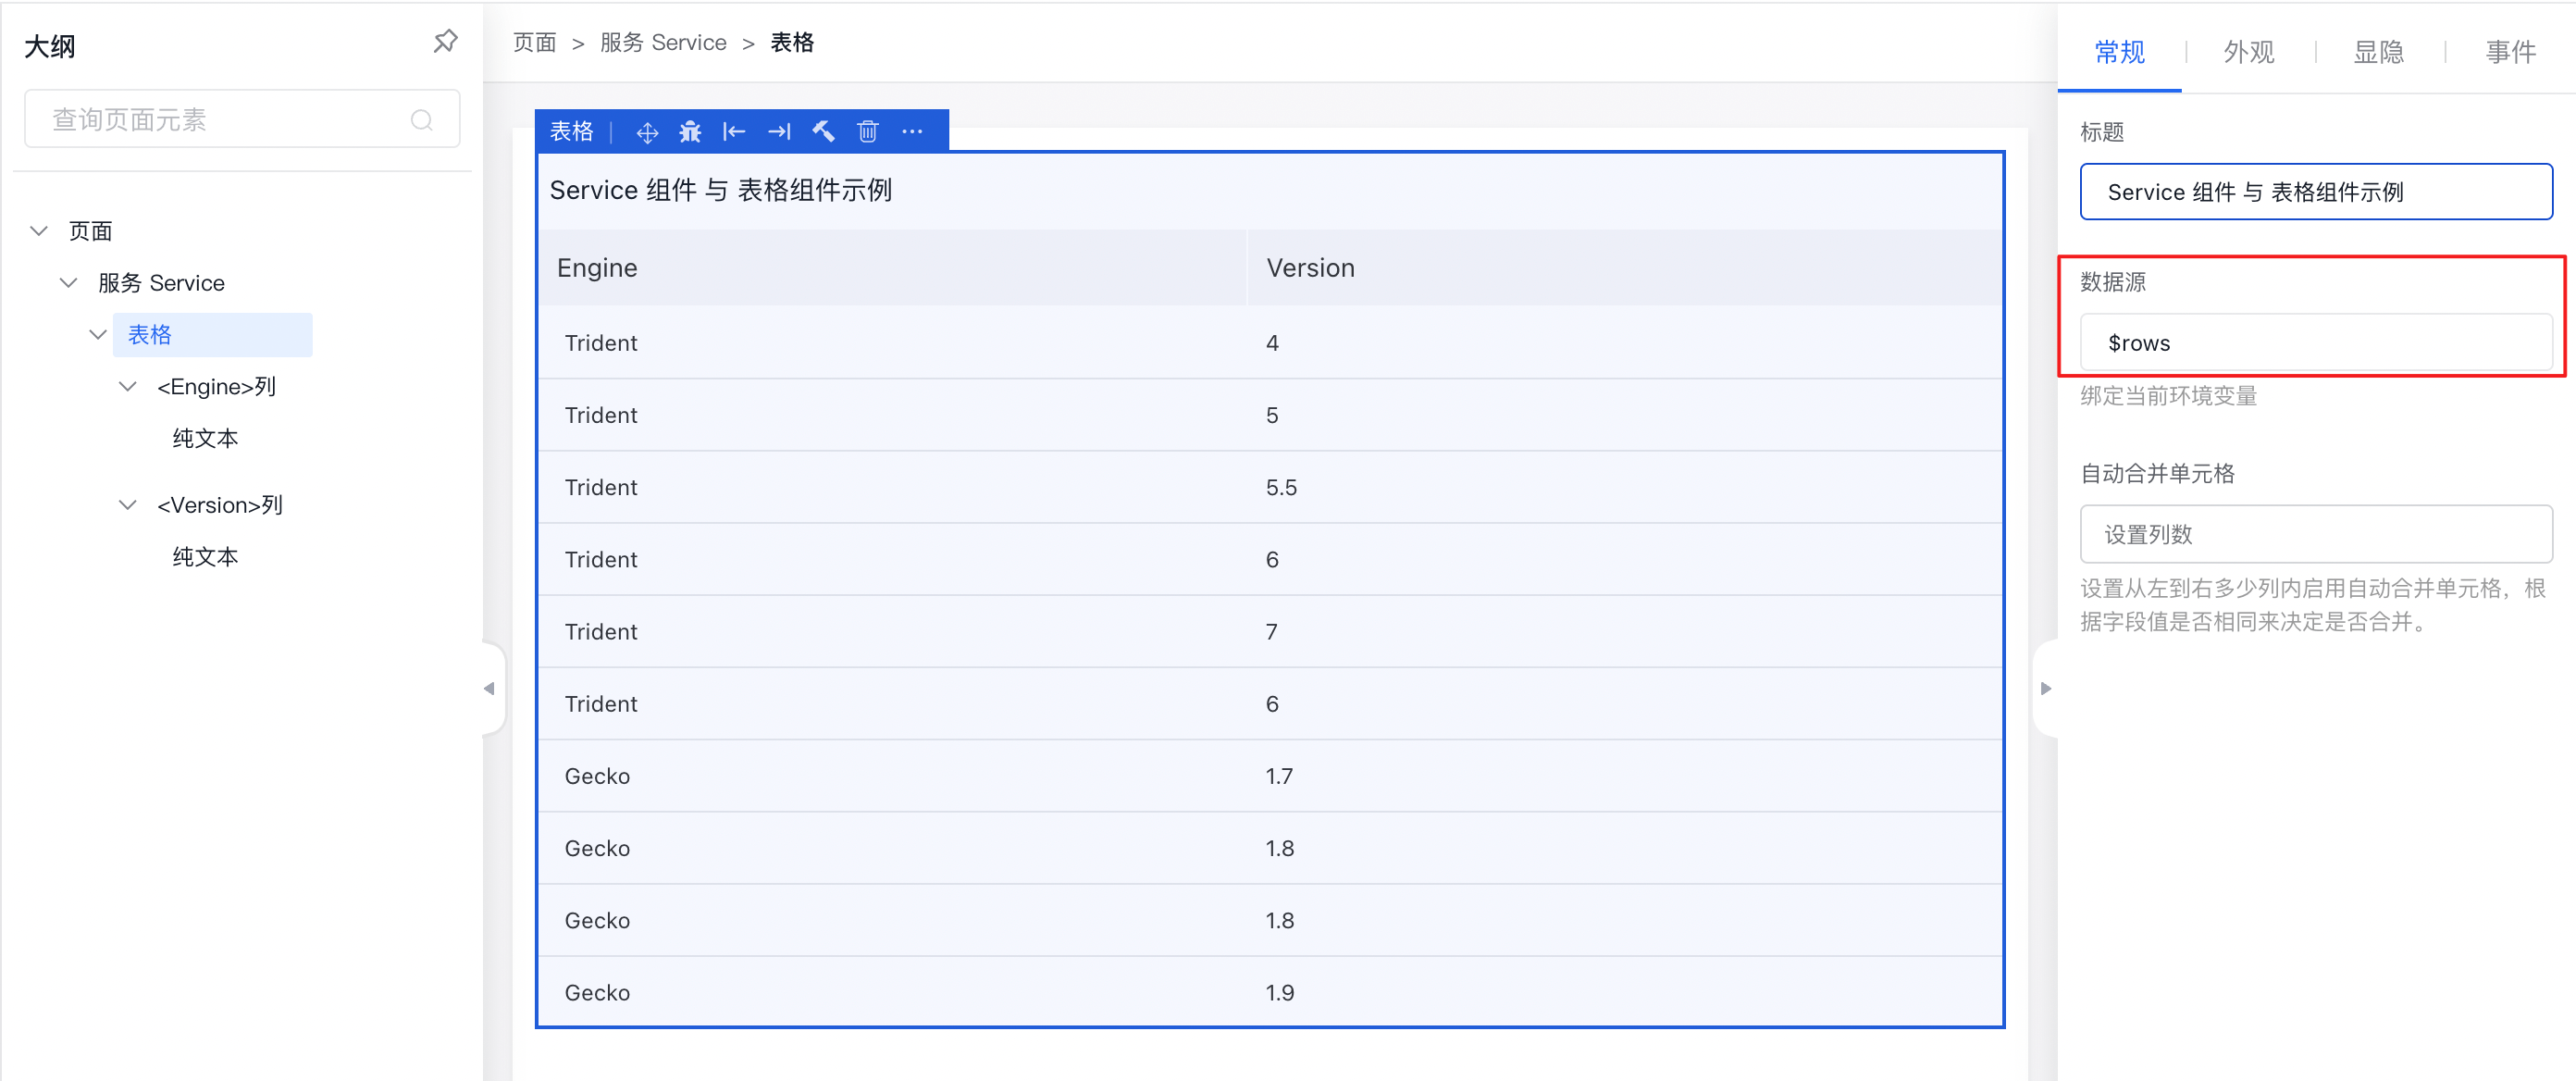 大纲
查询页面元素
页面
服务 Service
表格
<Engine>列
纯文本
<Version>列
纯文本
页面 > 服务 Service > 表格
表格
Service 组件 与 表格组件示例
Engine Version
Trident 4
Trident 5
Trident 5.5
Trident 6
Trident 7
Trident 6
Gecko 1.7
Gecko 1.8
Gecko 1.8
Gecko 1.9
常规 | 外观 | 显隐 | 事件
标题
Service 组件 与 表格组件示例
数据源
$rows
绑定当前环境变量
自动合并单元格
设置列数
设置从左到右多少列内启用自动合并单元格，根
据字段值是否相同来决定是否合并。